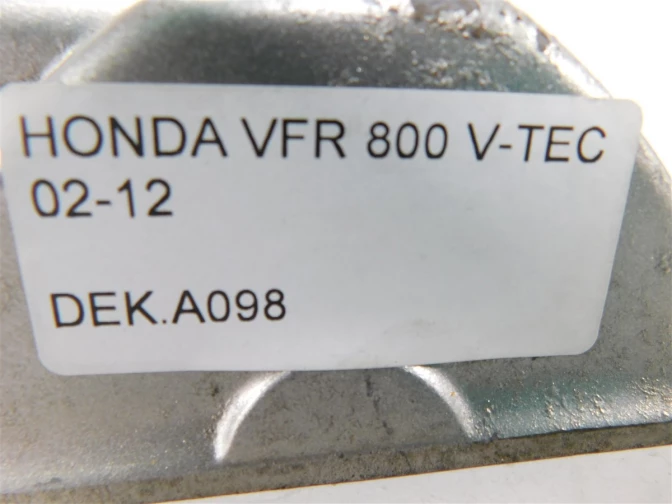 HONDA VFR 800 V-TEC
02-12
DEK.A098